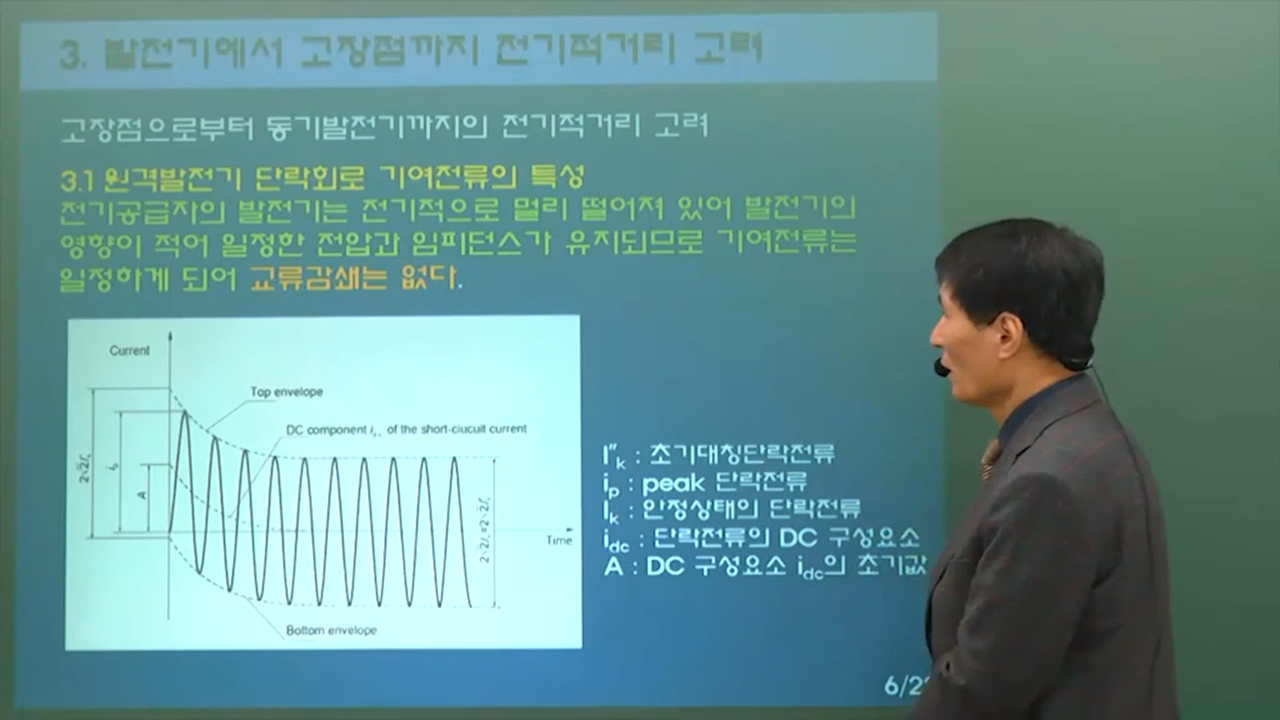 3. 발전기에서 고장점까지 전기적거리 고려
고장점으로부터 동기발전기까지의 전기적거리 고려
3.1 원격발전기 단락회로 기여전류의 특성
전기공급자의 발전기는 전기적으로 멀리 떨어져 있어 발전기의
영향이 적어 일정한 전압과 임피던스가 유지되므로 기여전류는
일정하게 되어 교류감쇄는 없다.
Current
Top envelope
DC component of the short-ciucuit current
A
Time
Bottom envelope
I″k : 초기대칭단락전류
ip : peak 단락전류
Ik : 안정상태의 단락전류
idc : 단락전류의 DC 구성요소
A : DC 구성요소 idc의 초기값